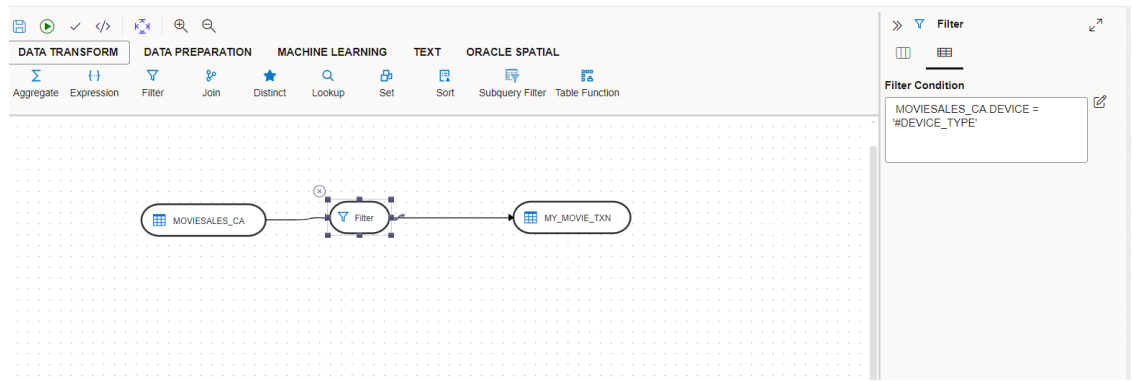 Filter
DATA TRANSFORM DATA PREPARATION MACHINE LEARNING TEXT ORACLE SPATIAL
Aggregate Expression Filter Join Distinct Lookup Set Sort Subquery Filter Table Function
Filter Condition
MOVIESALES_CA.DEVICE =
'#DEVICE_TYPE'
MOVIESALES_CA Filter MY_MOVIE_TXN